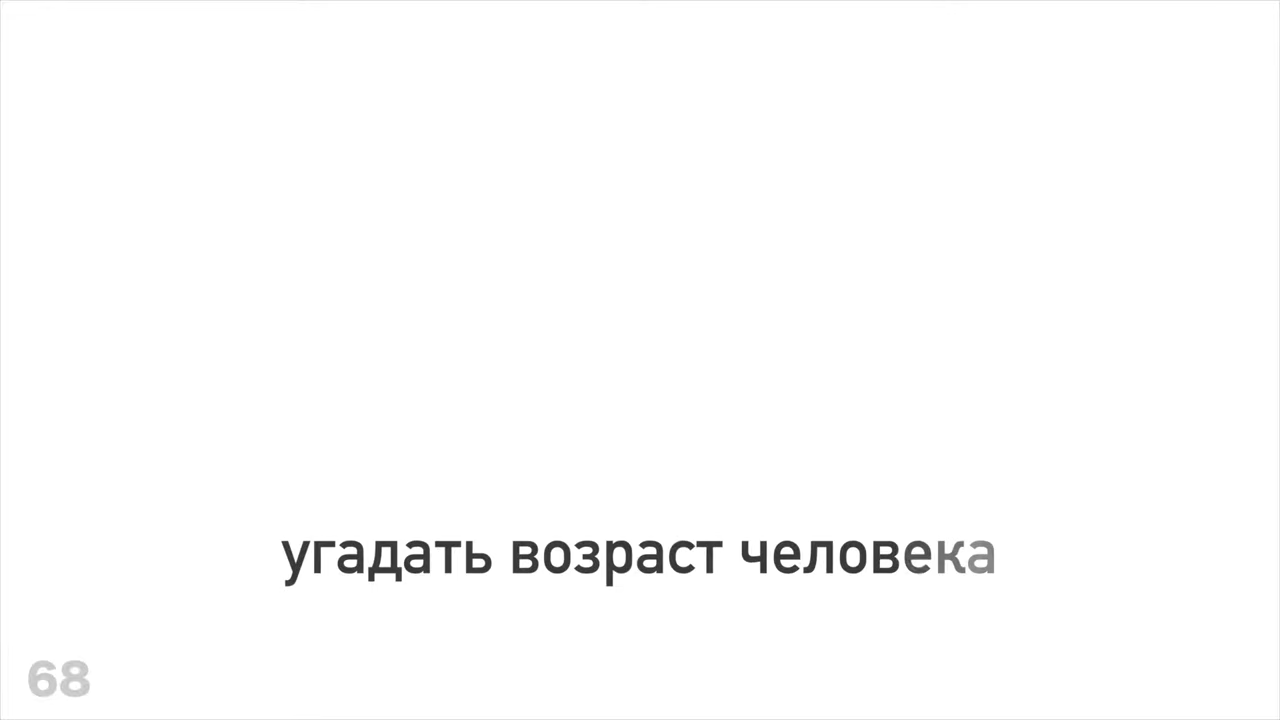 угадать возраст человека
68